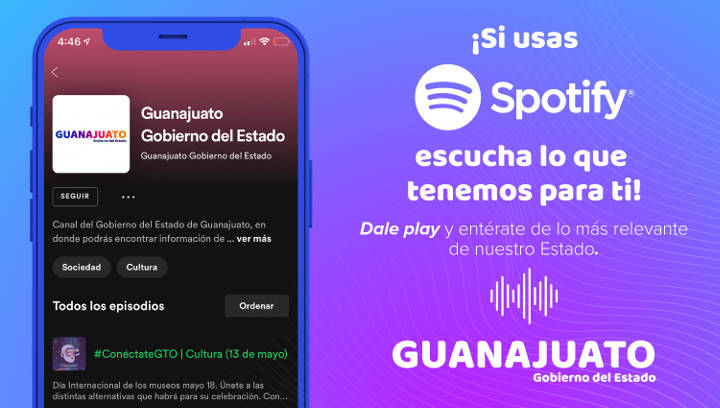 4:46
GUANAJUATO
Gobierno del Estado
Guanajuato
Gobierno del Estado
Guanajuato Gobierno del Estado
SEGUIR
Canal del Gobierno del Estado de Guanajuato, en
donde podrás encontrar información de ... ver más
Sociedad
Cultura
Todos los episodios
Ordenar
#ConéctateGTO | Cultura (13 de mayo)
Día Internacional de los museos mayo 18. Únete a las
distintas alternativas que habrá para su celebración. Con...
¡Si usas
Spotify®
escucha lo que
tenemos para ti!
Dale play y entérate de lo más relevante
de nuestro Estado.
GUANAJUATO
Gobierno del Estado